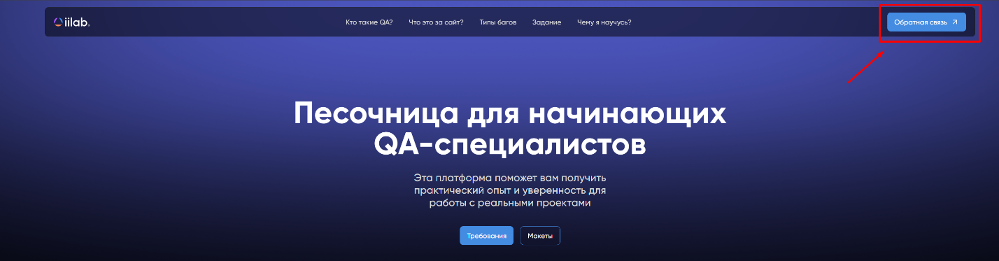 iilab
Кто такие QA? Что это за сайт? Типы багов Задание Чему я научусь?
Обратная связь
Песочница для начинающих
QA-специалистов
Эта платформа поможет вам получить
практический опыт и уверенность для
работы с реальными проектами
Требования Макеты